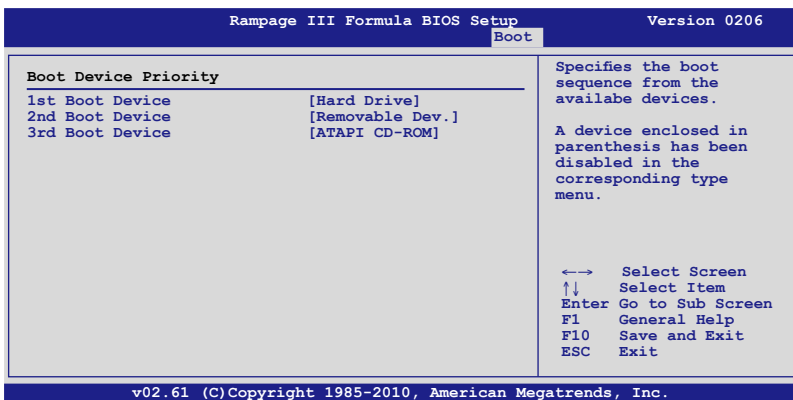 Rampage III Formula BIOS Setup Version 0206
Boot
Boot Device Priority
1st Boot Device [Hard Drive]
2nd Boot Device [Removable Dev.]
3rd Boot Device [ATAPI CD-ROM]
Specifies the boot
sequence from the
availabe devices.
A device enclosed in
parenthesis has been
disabled in the
corresponding type
menu.
←→ Select Screen
↑↓ Select Item
Enter Go to Sub Screen
F1 General Help
F10 Save and Exit
ESC Exit
v02.61 (C)Copyright 1985-2010, American Megatrends, Inc.